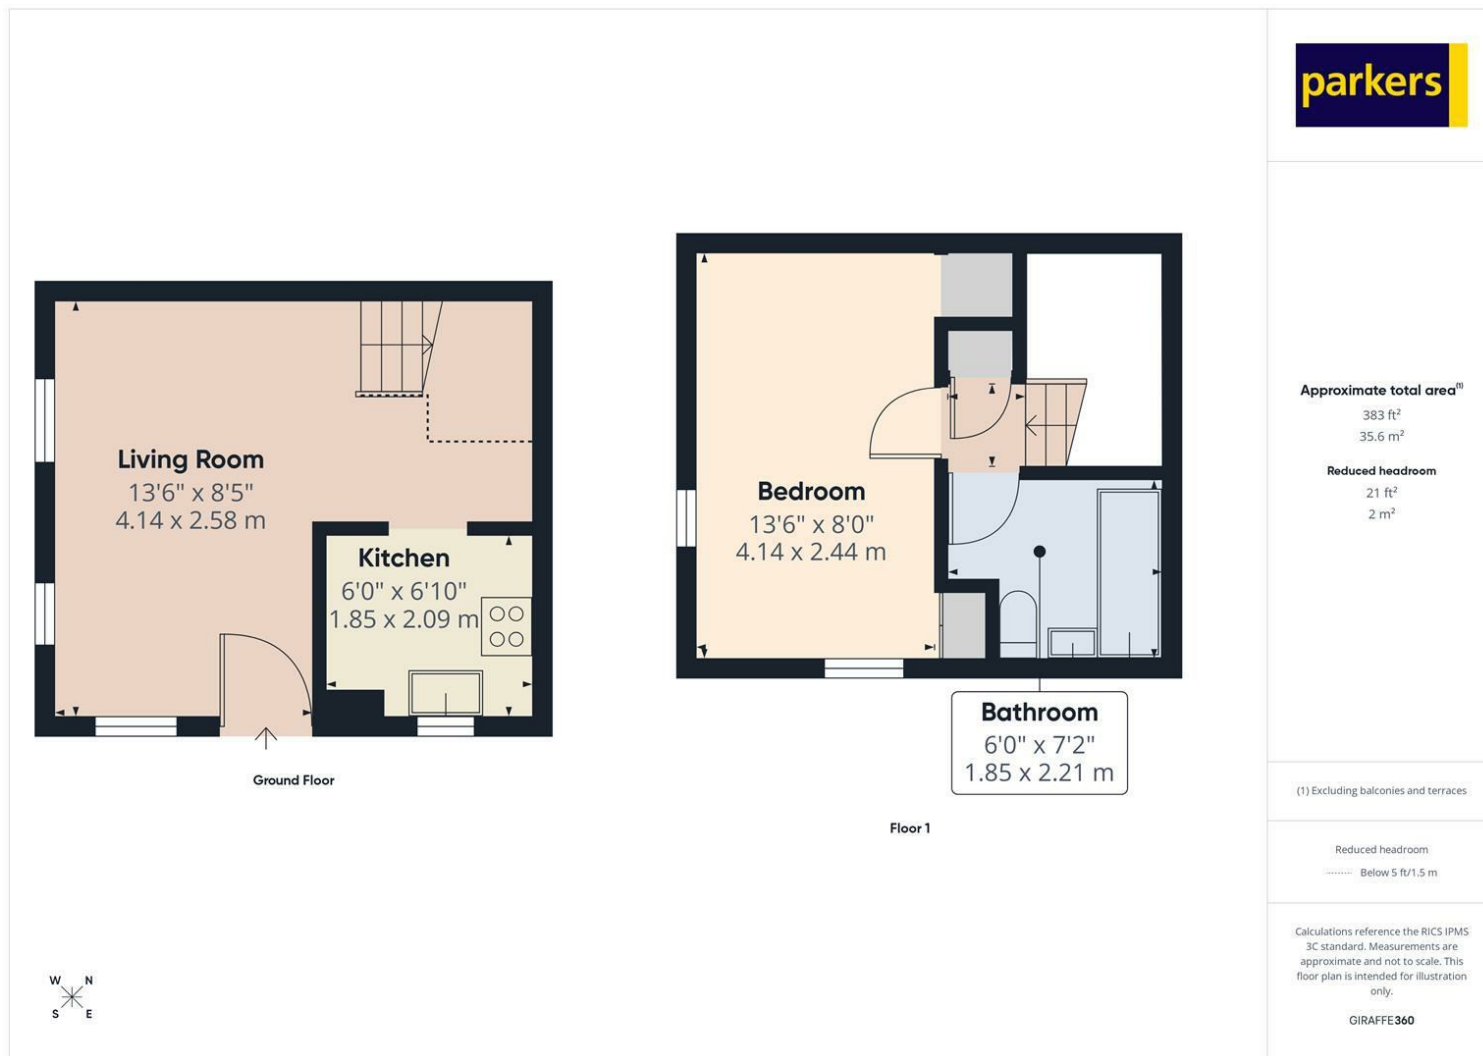 parkers
Living Room
13'6" x 8'5"
4.14 x 2.58 m
Kitchen
6'0" x 6'10"
1.85 x 2.09 m
Ground Floor
Bedroom
13'6" x 8'0"
4.14 x 2.44 m
Bathroom
6'0" x 7'2"
1.85 x 2.21 m
Floor 1
W N
S E
Approximate total area⁽¹⁾
383 ft²
35.6 m²
Reduced headroom
21 ft²
2 m²
(1) Excluding balconies and terraces
Reduced headroom
Below 5 ft/1.5 m
Calculations reference the RICS IPMS
3C standard. Measurements are
approximate and not to scale. This
floor plan is intended for illustration
only.
GIRAFFE360